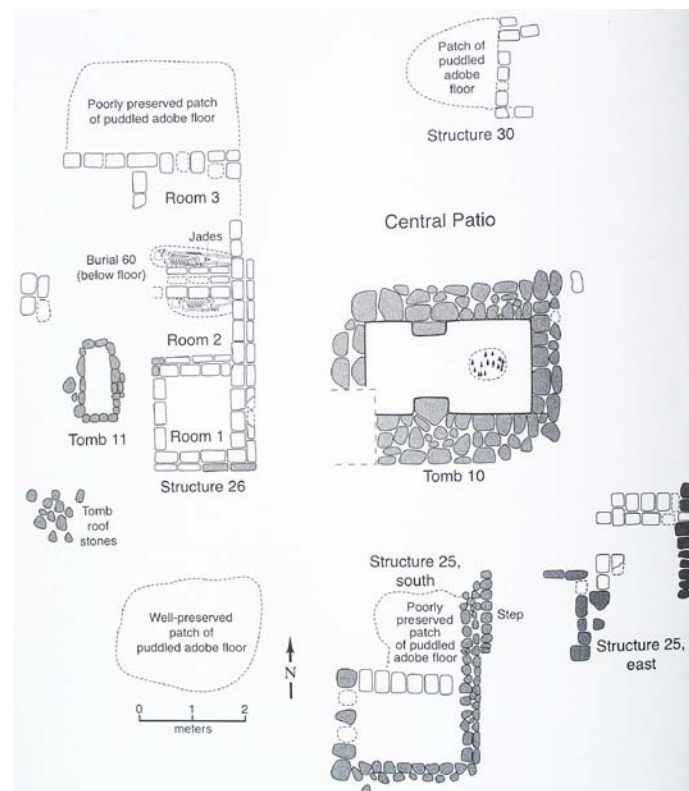 Patch of
puddled
adobe
floor
Structure 30
Poorly preserved patch
of puddled adobe floor
Room 3
Central Patio
Jades
Burial 60
(below floor)
Room 2
Tomb 11
Room 1
Structure 26
Tomb 10
Tomb
roof
stones
Structure 25,
south
Poorly
preserved
patch
of puddled
adobe floor
Step
Structure 25,
east
Well-preserved
patch of
puddled adobe floor
N
0 1 2
meters